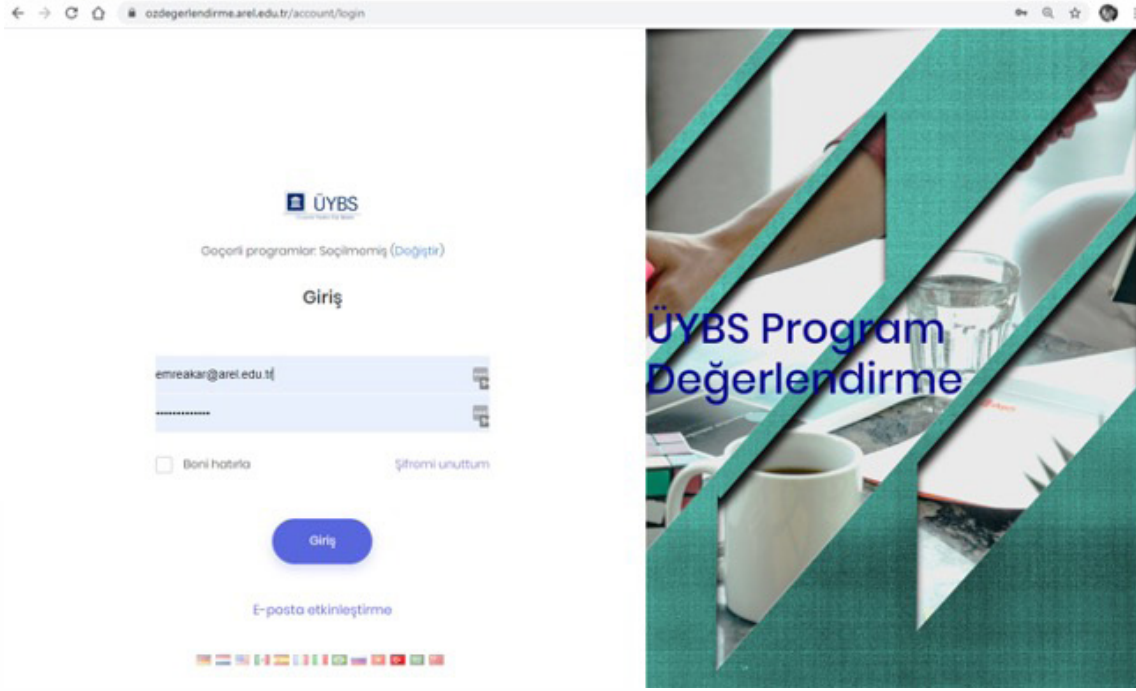 ozdegerlendirme.arel.edu.tr/account/login
ÜYBS
Geçerli programlar: Seçilmemiş (Değiştir)
Giriş
emreakar@arel.edu.tr
Beni hatırla
Şifremi unuttum
Giriş
E-posta etkinleştirme
ÜYBS Program
Değerlendirme